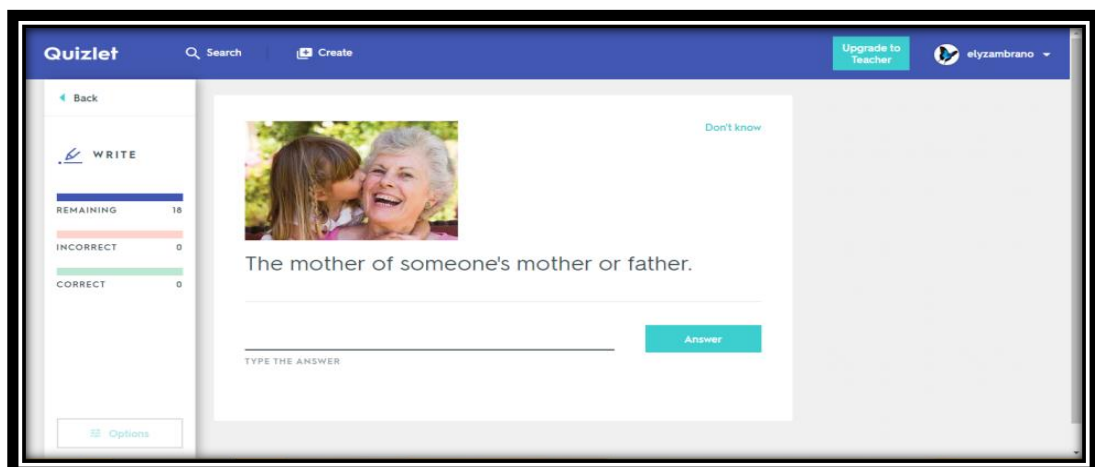 Quizlet
Search
Create
Upgrade to
Teacher
elyzambrano
Back
WRITE
REMAINING 18
INCORRECT 0
CORRECT 0
Options
Don't know
The mother of someone's mother or father.
Answer
TYPE THE ANSWER